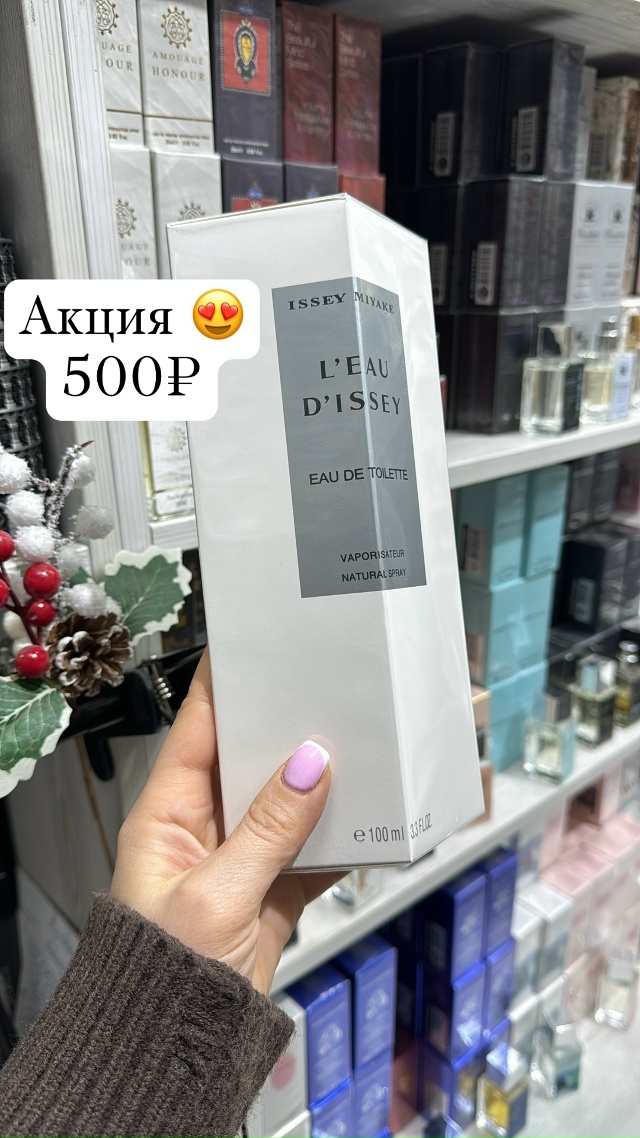 AMOUAGE
HONOUR
AMOUAGE
HONOUR
Акция 😍
500₽
ISSEY MIYAKE
L'EAU
D'ISSEY
EAU DE TOILETTE
VAPORISATEUR
NATURAL SPRAY
℮100 ml 3.3 FL.OZ